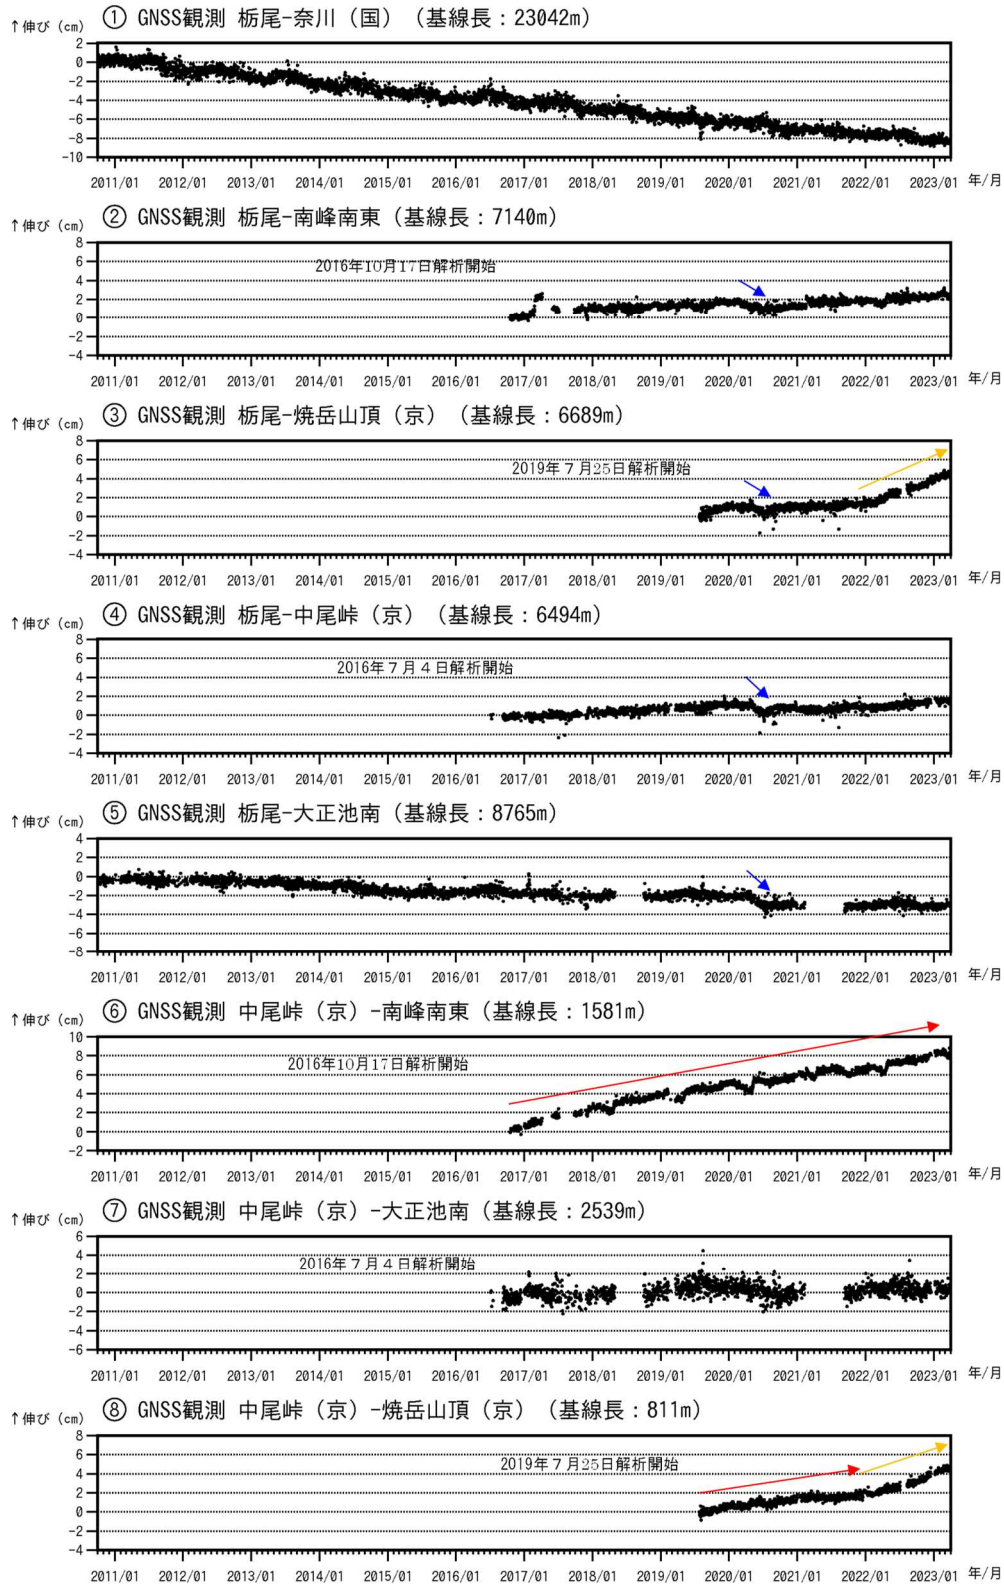 ① GNSS観測 栃尾-奈川（国）（基線長：23042m）
↑伸び（cm）
2
0
-2
-4
-6
-8
-10
2011/01 2012/01 2013/01 2014/01 2015/01 2016/01 2017/01 2018/01 2019/01 2020/01 2021/01 2022/01 2023/01 年/月
② GNSS観測 栃尾-南峰南東（基線長：7140m）
↑伸び（cm）
8
6
2016年10月17日解析開始
4
2
0
-2
-4
2011/01 2012/01 2013/01 2014/01 2015/01 2016/01 2017/01 2018/01 2019/01 2020/01 2021/01 2022/01 2023/01 年/月
③ GNSS観測 栃尾-焼岳山頂（京）（基線長：6689m）
↑伸び（cm）
8
6
2019年７月25日解析開始
4
2
0
-2
-4
2011/01 2012/01 2013/01 2014/01 2015/01 2016/01 2017/01 2018/01 2019/01 2020/01 2021/01 2022/01 2023/01 年/月
④ GNSS観測 栃尾-中尾峠（京）（基線長：6494m）
↑伸び（cm）
8
6
2016年７月４日解析開始
4
2
0
-2
-4
2011/01 2012/01 2013/01 2014/01 2015/01 2016/01 2017/01 2018/01 2019/01 2020/01 2021/01 2022/01 2023/01 年/月
⑤ GNSS観測 栃尾-大正池南（基線長：8765m）
↑伸び（cm）
4
2
0
-2
-4
-6
-8
2011/01 2012/01 2013/01 2014/01 2015/01 2016/01 2017/01 2018/01 2019/01 2020/01 2021/01 2022/01 2023/01 年/月
⑥ GNSS観測 中尾峠（京）-南峰南東（基線長：1581m）
↑伸び（cm）
10
8
2016年10月17日解析開始
6
4
2
0
-2
2011/01 2012/01 2013/01 2014/01 2015/01 2016/01 2017/01 2018/01 2019/01 2020/01 2021/01 2022/01 2023/01 年/月
⑦ GNSS観測 中尾峠（京）-大正池南（基線長：2539m）
↑伸び（cm）
6
4
2016年７月４日解析開始
2
0
-2
-4
-6
2011/01 2012/01 2013/01 2014/01 2015/01 2016/01 2017/01 2018/01 2019/01 2020/01 2021/01 2022/01 2023/01 年/月
⑧ GNSS観測 中尾峠（京）-焼岳山頂（京）（基線長：811m）
↑伸び（cm）
8
6
2019年７月25日解析開始
4
2
0
-2
-4
2011/01 2012/01 2013/01 2014/01 2015/01 2016/01 2017/01 2018/01 2019/01 2020/01 2021/01 2022/01 2023/01 年/月